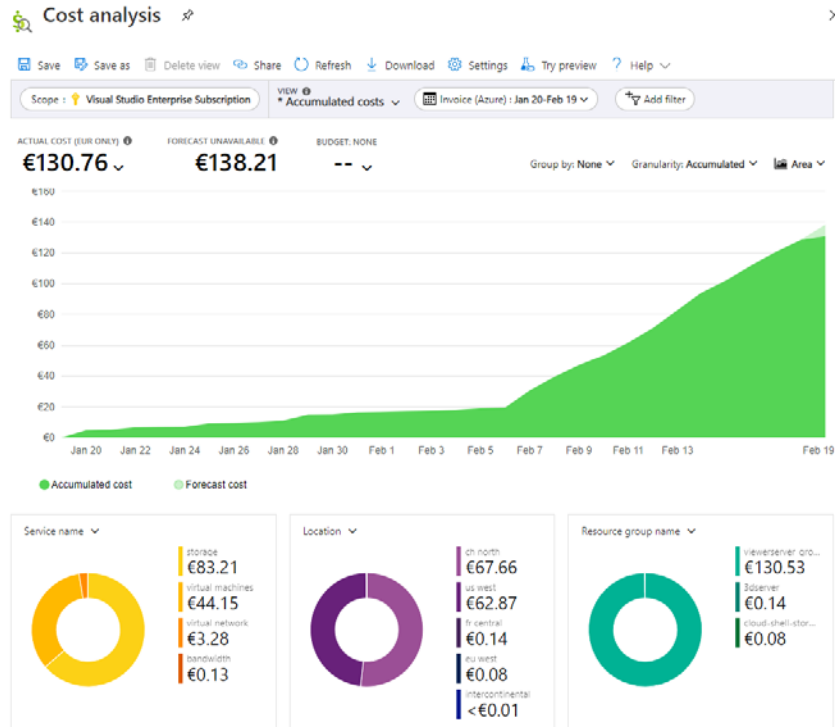 Cost analysis
Save Save as Delete view Share Refresh Download Settings Try preview ? Help
Scope : Visual Studio Enterprise Subscription VIEW * Accumulated costs Invoice (Azure) : Jan 20-Feb 19 Add filter
ACTUAL COST (EUR ONLY) FORECAST UNAVAILABLE BUDGET: NONE
€130.76 €138.21 --
Group by: None Granularity: Accumulated Area
€160
€140
€120
€100
€80
€60
€40
€20
€0
Jan 20 Jan 22 Jan 24 Jan 26 Jan 28 Jan 30 Feb 1 Feb 3 Feb 5 Feb 7 Feb 9 Feb 11 Feb 13 Feb 19
Accumulated cost Forecast cost
Service name
storage
€83.21
virtual machines
€44.15
virtual network
€3.28
bandwidth
€0.13
Location
ch north
€67.66
us west
€62.87
fr central
€0.14
eu west
€0.08
intercontinental
<€0.01
Resource group name
viewerserver gro...
€130.53
3dserver
€0.14
cloud-shell-stor...
€0.08